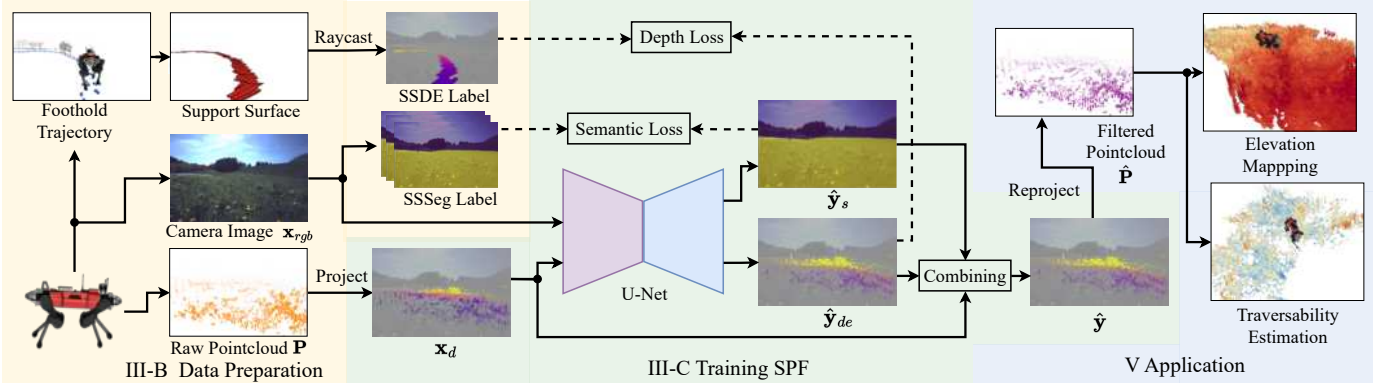 Raycast
Foothold
Trajectory
Support Surface
SSDE Label
Depth Loss
Semantic Loss
SSSeg Label
Camera Image x_rgb
Project
Raw Pointcloud P
x_d
U-Net
ŷ_s
ŷ_de
Combining
ŷ
Reproject
Filtered
Pointcloud
P̂
Elevation
Mappping
Traversability
Estimation
III-B Data Preparation
III-C Training SPF
V Application